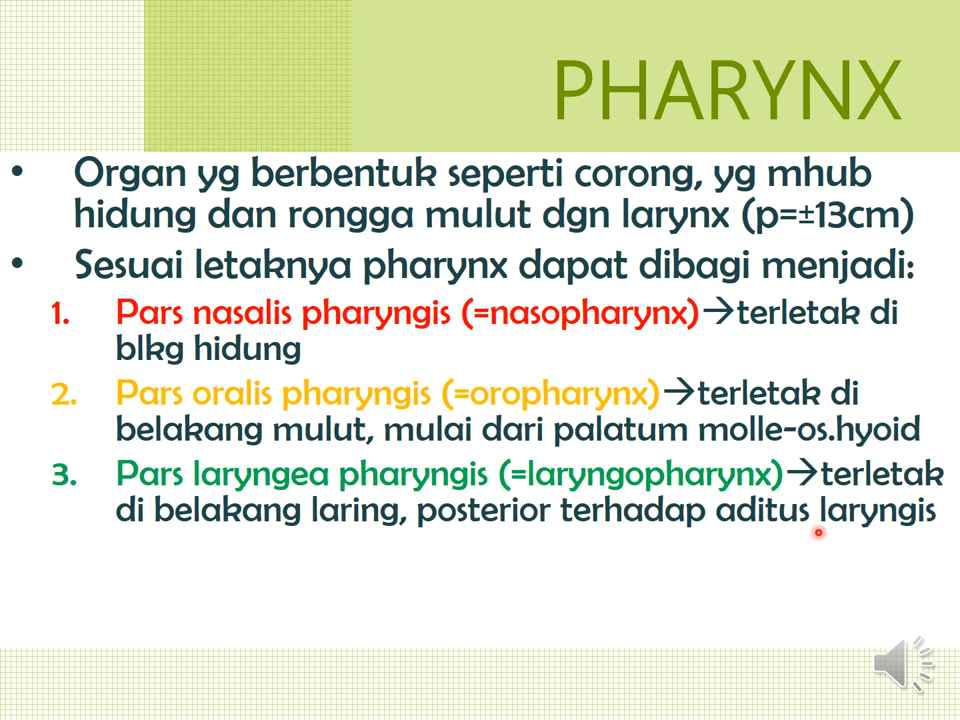 PHARYNX
• Organ yg berbentuk seperti corong, yg mhub
hidung dan rongga mulut dgn larynx (p=±13cm)
• Sesuai letaknya pharynx dapat dibagi menjadi:
1. Pars nasalis pharyngis (=nasopharynx)→terletak di
blkg hidung
2. Pars oralis pharyngis (=oropharynx)→terletak di
belakang mulut, mulai dari palatum molle-os.hyoid
3. Pars laryngea pharyngis (=laryngopharynx)→terletak
di belakang laring, posterior terhadap aditus laryngis